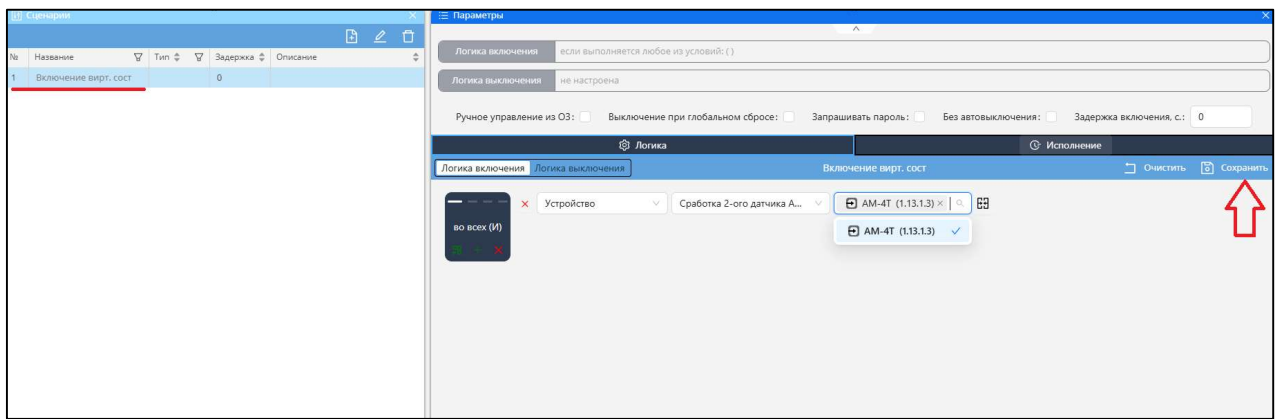 Сценарии
№ Название Тип Задержка Описание
1 Включение вирт. сост 0
Параметры
Логика включения если выполняется любое из условий: ( )
Логика выключения не настроена
Ручное управление из ОЗ: Выключение при глобальном сбросе: Запрашивать пароль: Без автовыключения: Задержка включения, с.: 0
Логика Исполнение
Логика включения Логика выключения Включение вирт. сост Очистить Сохранить
во всех (И) Устройство Сработка 2-ого датчика А... АМ-4Т (1.13.1.3)
АМ-4Т (1.13.1.3)